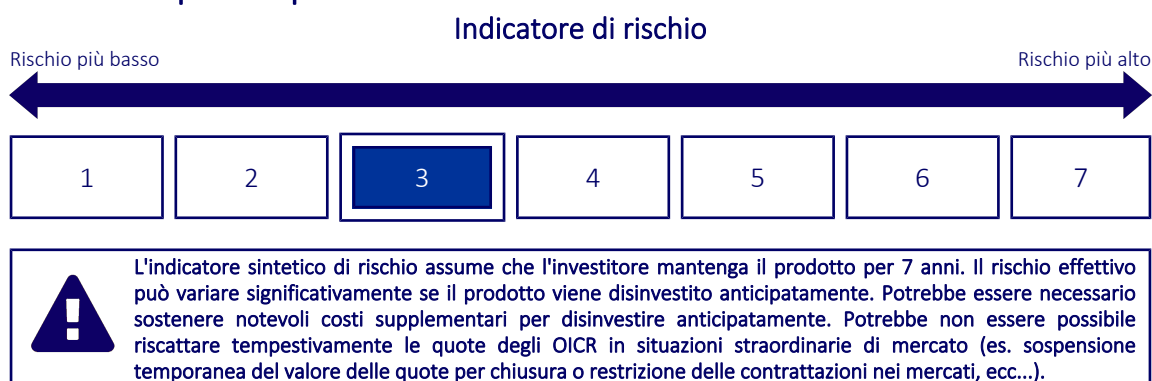 Indicatore di rischio
Rischio più basso
Rischio più alto
1 2 3 4 5 6 7
L'indicatore sintetico di rischio assume che l'investitore mantenga il prodotto per 7 anni. Il rischio effettivo
può variare significativamente se il prodotto viene disinvestito anticipatamente. Potrebbe essere necessario
sostenere notevoli costi supplementari per disinvestire anticipatamente. Potrebbe non essere possibile
riscattare tempestivamente le quote degli OICR in situazioni straordinarie di mercato (es. sospensione
temporanea del valore delle quote per chiusura o restrizione delle contrattazioni nei mercati, ecc...).